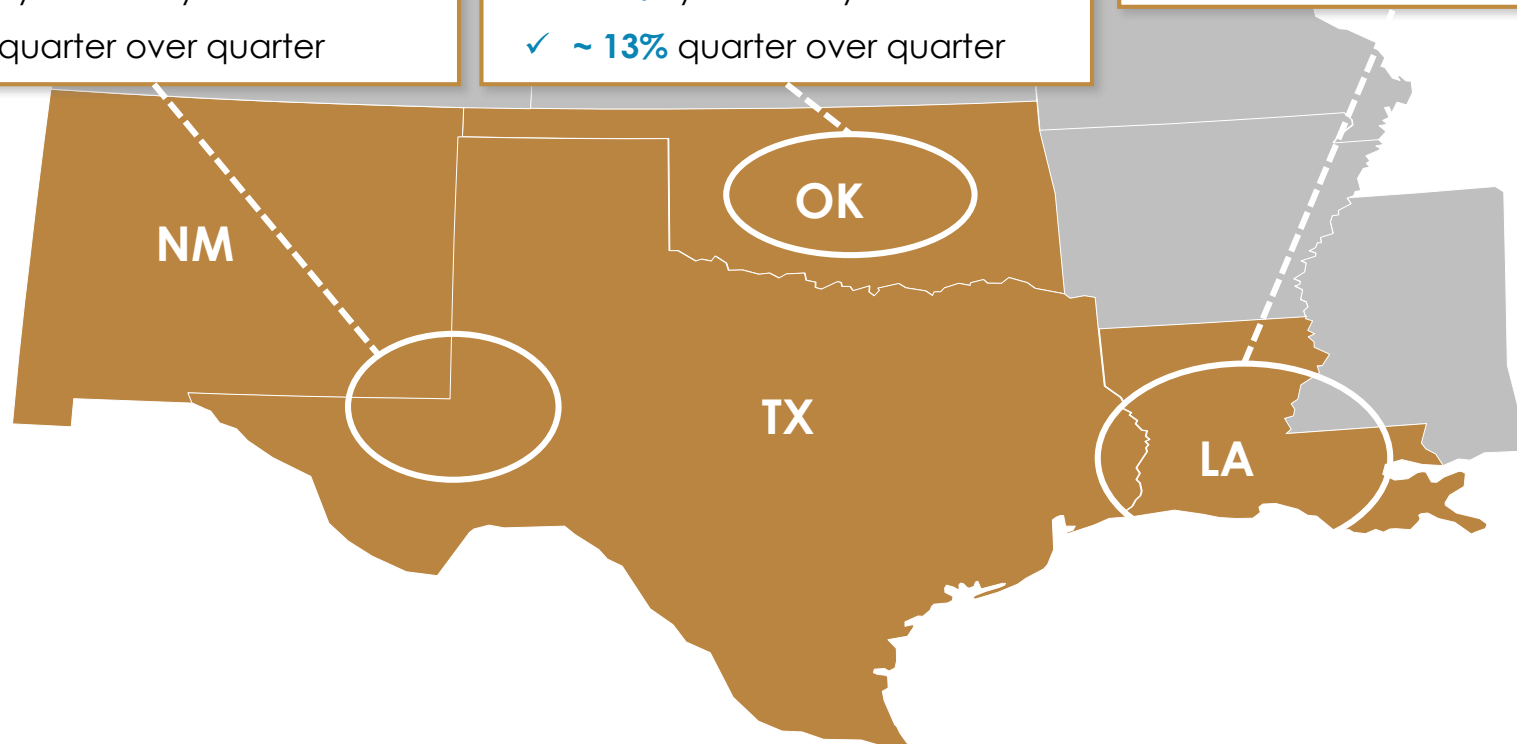 quarter over quarter
✓ ~ 13% quarter over quarter
OK
NM
TX
LA